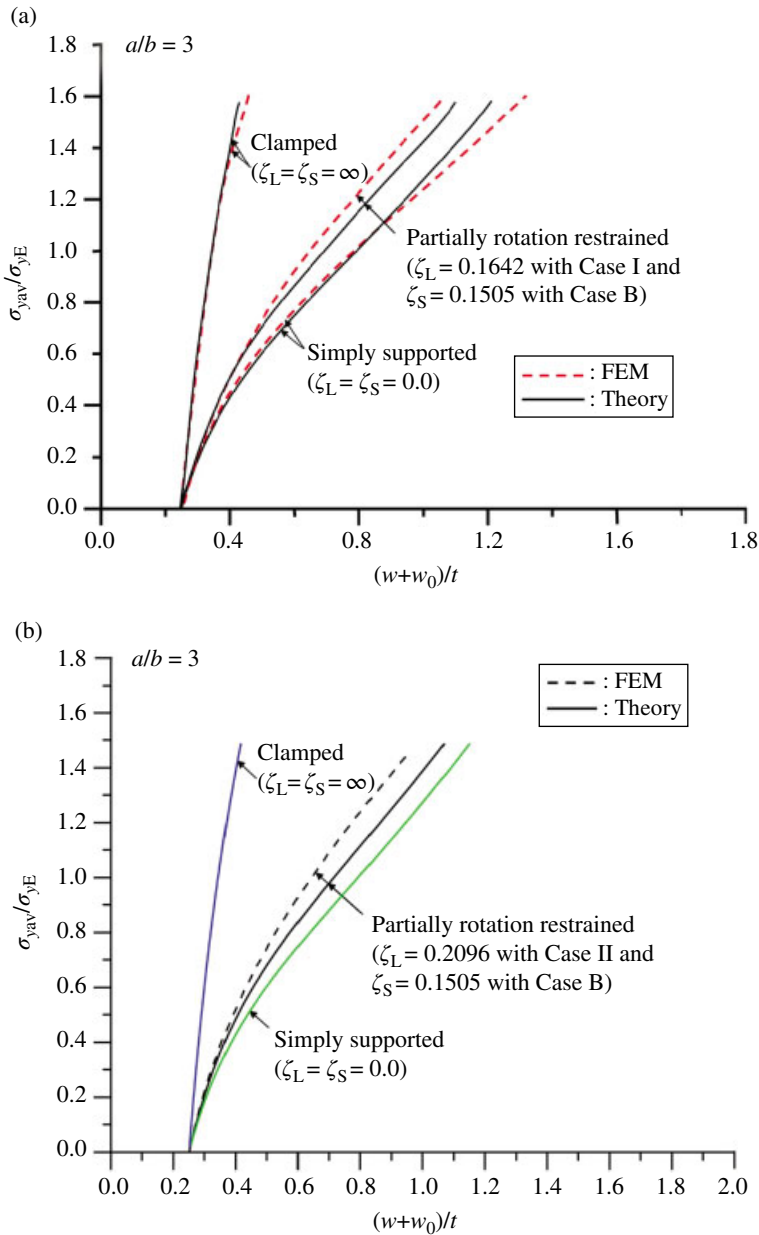 (a)
a/b = 3
1.8
1.6
1.4
1.2
1.0
0.8
0.6
0.4
0.2
0.0
σyav/σyE
Clamped
(ζL = ζS = ∞)
Partially rotation restrained
(ζL = 0.1642 with Case I and
ζS = 0.1505 with Case B)
Simply supported
(ζL = ζS = 0.0)
: FEM
: Theory
0.0 0.4 0.8 1.2 1.6 1.8
(w+w0)/t
(b)
a/b = 3
1.8
1.6
1.4
1.2
1.0
0.8
0.6
0.4
0.2
0.0
σyav/σyE
: FEM
: Theory
Clamped
(ζL = ζS = ∞)
Partially rotation restrained
(ζL = 0.2096 with Case II and
ζS = 0.1505 with Case B)
Simply supported
(ζL = ζS = 0.0)
0.0 0.2 0.4 0.6 0.8 1.0 1.2 1.4 1.6 1.8 2.0
(w+w0)/t